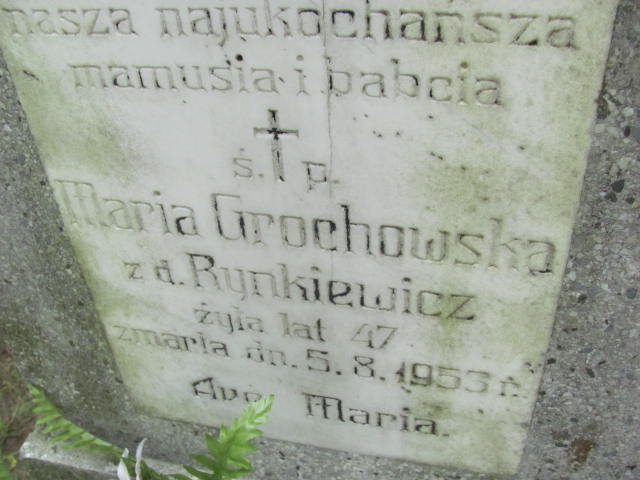 nasza najukochańsza
mamusia i babcia
ś. p.
Maria Grochowska
z d. Rynkiewicz
żyła lat 47
zmarła dn. 5. 8. 1953 r.
Ave Maria.